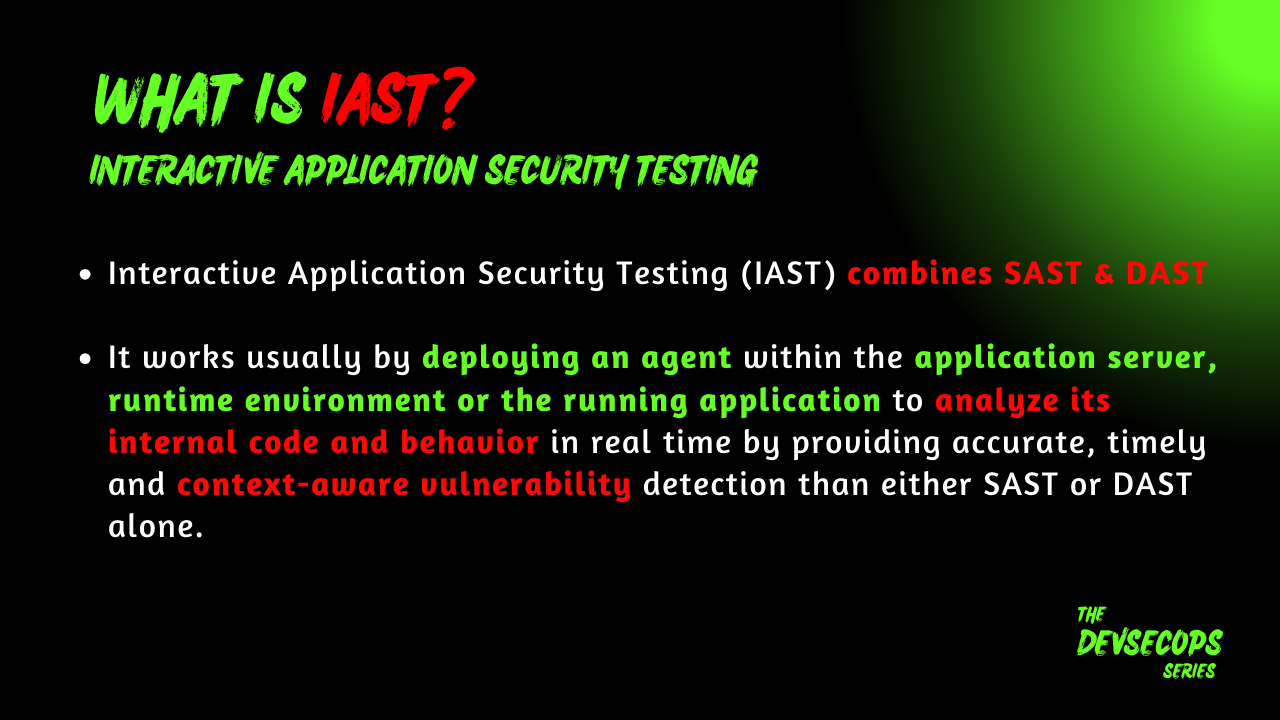 WHAT IS IAST?
INTERACTIVE APPLICATION SECURITY TESTING
• Interactive Application Security Testing (IAST) combines SAST & DAST
• It works usually by deploying an agent within the application server,
runtime environment or the running application to analyze its
internal code and behavior in real time by providing accurate, timely
and context-aware vulnerability detection than either SAST or DAST
alone.
THE
DEVSECOPS
SERIES